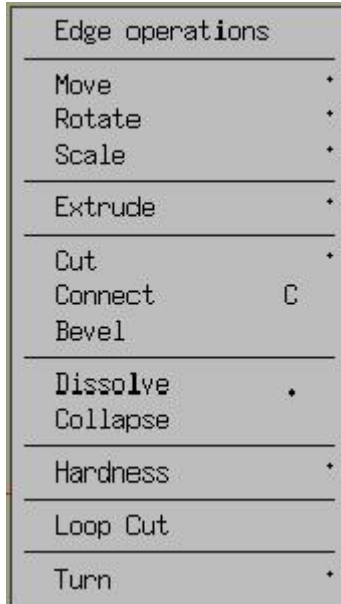 Edge operations
Move
Rotate
Scale
Extrude
Cut
Connect C
Bevel
Dissolve .
Collapse
Hardness
Loop Cut
Turn